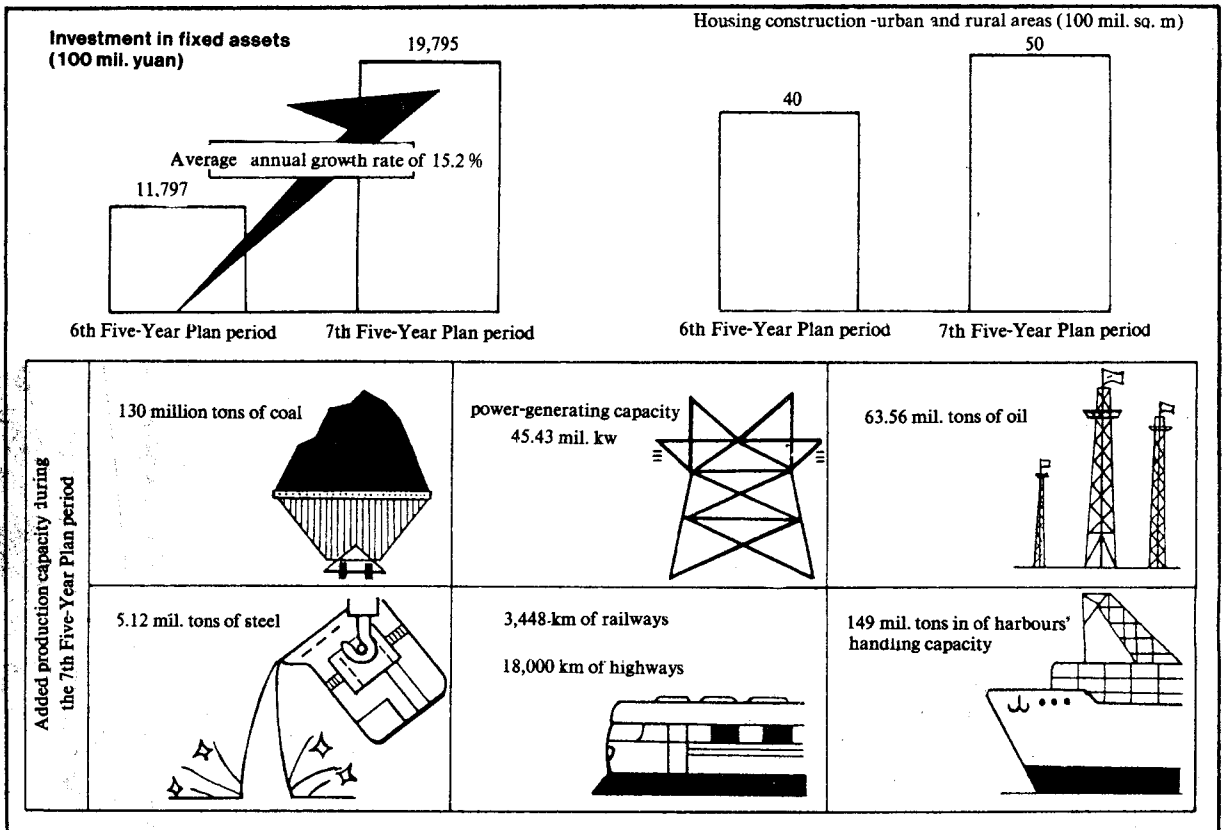 Investment in fixed assets
(100 mil. yuan)
19,795
Average annual growth rate of 15.2%
11,797
6th Five-Year Plan period
7th Five-Year Plan period
Housing construction -urban and rural areas (100 mil. sq. m)
50
40
6th Five-Year Plan period
7th Five-Year Plan period
Added production capacity during
the 7th Five-Year Plan period
130 million tons of coal
power-generating capacity
45.43 mil. kw
63.56 mil. tons of oil
5.12 mil. tons of steel
3,448 km of railways
18,000 km of highways
149 mil. tons in of harbours'
handling capacity